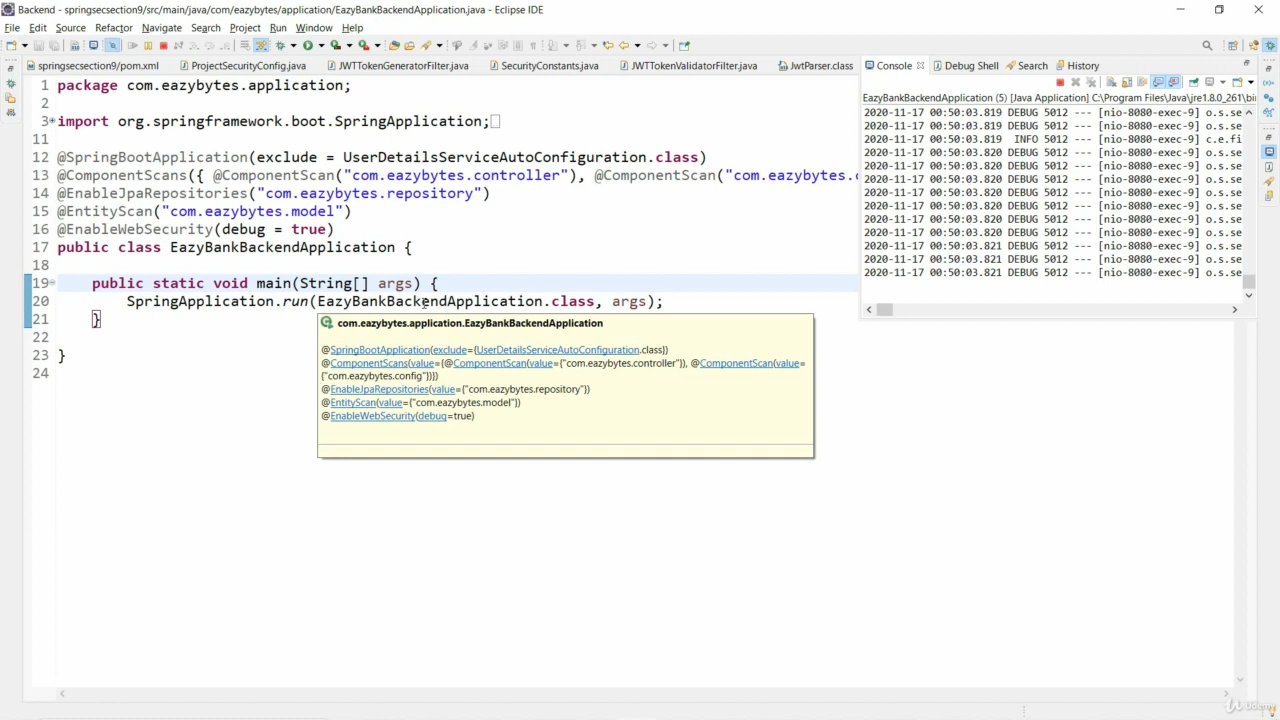 Backend - springsecsection9/src/main/java/com/eazybytes/application/EazyBankBackendApplication.java - Eclipse IDE
File Edit Source Refactor Navigate Search Project Run Window Help
springsecsection9/pom.xml ProjectSecurityConfig.java JWTTokenGeneratorFilter.java SecurityConstants.java JWTTokenValidatorFilter.java JwtParser.class
1 package com.eazybytes.application;
2
3 import org.springframework.boot.SpringApplication;
11
12 @SpringBootApplication(exclude = UserDetailsServiceAutoConfiguration.class)
13 @ComponentScans({ @ComponentScan("com.eazybytes.controller"), @ComponentScan("com.eazybytes.c
14 @EnableJpaRepositories("com.eazybytes.repository")
15 @EntityScan("com.eazybytes.model")
16 @EnableWebSecurity(debug = true)
17 public class EazyBankBackendApplication {
18
19 public static void main(String[] args) {
20 SpringApplication.run(EazyBankBackendApplication.class, args);
21 }
22
23 }
24
com.eazybytes.application.EazyBankBackendApplication
@SpringBootApplication(exclude={UserDetailsServiceAutoConfiguration.class})
@ComponentScans(value={@ComponentScan(value={"com.eazybytes.controller"}), @ComponentScan(value=
{"com.eazybytes.config"})})
@EnableJpaRepositories(value={"com.eazybytes.repository"})
@EntityScan(value={"com.eazybytes.model"})
@EnableWebSecurity(debug=true)
Console Debug Shell Search History
EazyBankBackendApplication (5) [Java Application] C:\Program Files\Java\jre1.8.0_261\bin
2020-11-17 00:50:03.819 DEBUG 5012 --- [nio-8080-exec-9] o.s.se
2020-11-17 00:50:03.819 DEBUG 5012 --- [nio-8080-exec-9] o.s.se
2020-11-17 00:50:03.819 INFO 5012 --- [nio-8080-exec-9] c.e.fi
2020-11-17 00:50:03.820 DEBUG 5012 --- [nio-8080-exec-9] o.s.se
2020-11-17 00:50:03.820 DEBUG 5012 --- [nio-8080-exec-9] o.s.se
2020-11-17 00:50:03.820 DEBUG 5012 --- [nio-8080-exec-9] o.s.se
2020-11-17 00:50:03.820 DEBUG 5012 --- [nio-8080-exec-9] o.s.se
2020-11-17 00:50:03.820 DEBUG 5012 --- [nio-8080-exec-9] o.s.se
2020-11-17 00:50:03.820 DEBUG 5012 --- [nio-8080-exec-9] o.s.se
2020-11-17 00:50:03.820 DEBUG 5012 --- [nio-8080-exec-9] o.s.se
2020-11-17 00:50:03.821 DEBUG 5012 --- [nio-8080-exec-9] o.s.se
2020-11-17 00:50:03.821 DEBUG 5012 --- [nio-8080-exec-9] o.s.se
2020-11-17 00:50:03.821 DEBUG 5012 --- [nio-8080-exec-9] o.s.se
Udemy